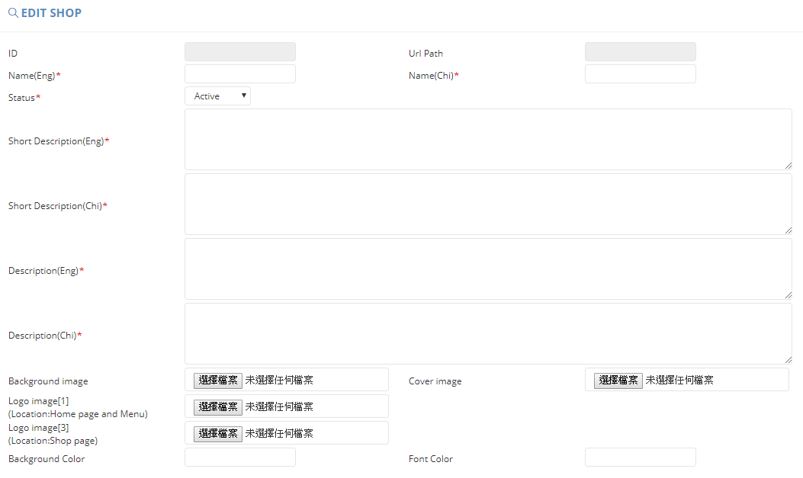 EDIT SHOP
ID Url Path
Name(Eng)* Name(Chi)*
Status* Active
Short Description(Eng)*
Short Description(Chi)*
Description(Eng)*
Description(Chi)*
Background image 選擇檔案 未選擇任何檔案 Cover image 選擇檔案 未選擇任何檔案
Logo image[1]
(Location:Home page and Menu) 選擇檔案 未選擇任何檔案
Logo image[3]
(Location:Shop page) 選擇檔案 未選擇任何檔案
Background Color Font Color